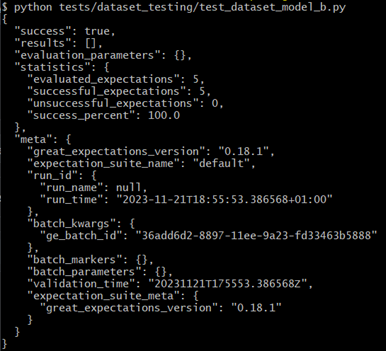 $ python tests/dataset_testing/test_dataset_model_b.py
{
  "success": true,
  "results": [],
  "evaluation_parameters": {},
  "statistics": {
    "evaluated_expectations": 5,
    "successful_expectations": 5,
    "unsuccessful_expectations": 0,
    "success_percent": 100.0
  },
  "meta": {
    "great_expectations_version": "0.18.1",
    "expectation_suite_name": "default",
    "run_id": {
      "run_name": null,
      "run_time": "2023-11-21T18:55:53.386568+01:00"
    },
    "batch_kwargs": {
      "ge_batch_id": "36add6d2-8897-11ee-9a23-fd33463b5888"
    },
    "batch_markers": {},
    "batch_parameters": {},
    "validation_time": "20231121T175553.386568Z",
    "expectation_suite_meta": {
      "great_expectations_version": "0.18.1"
    }
  }
}